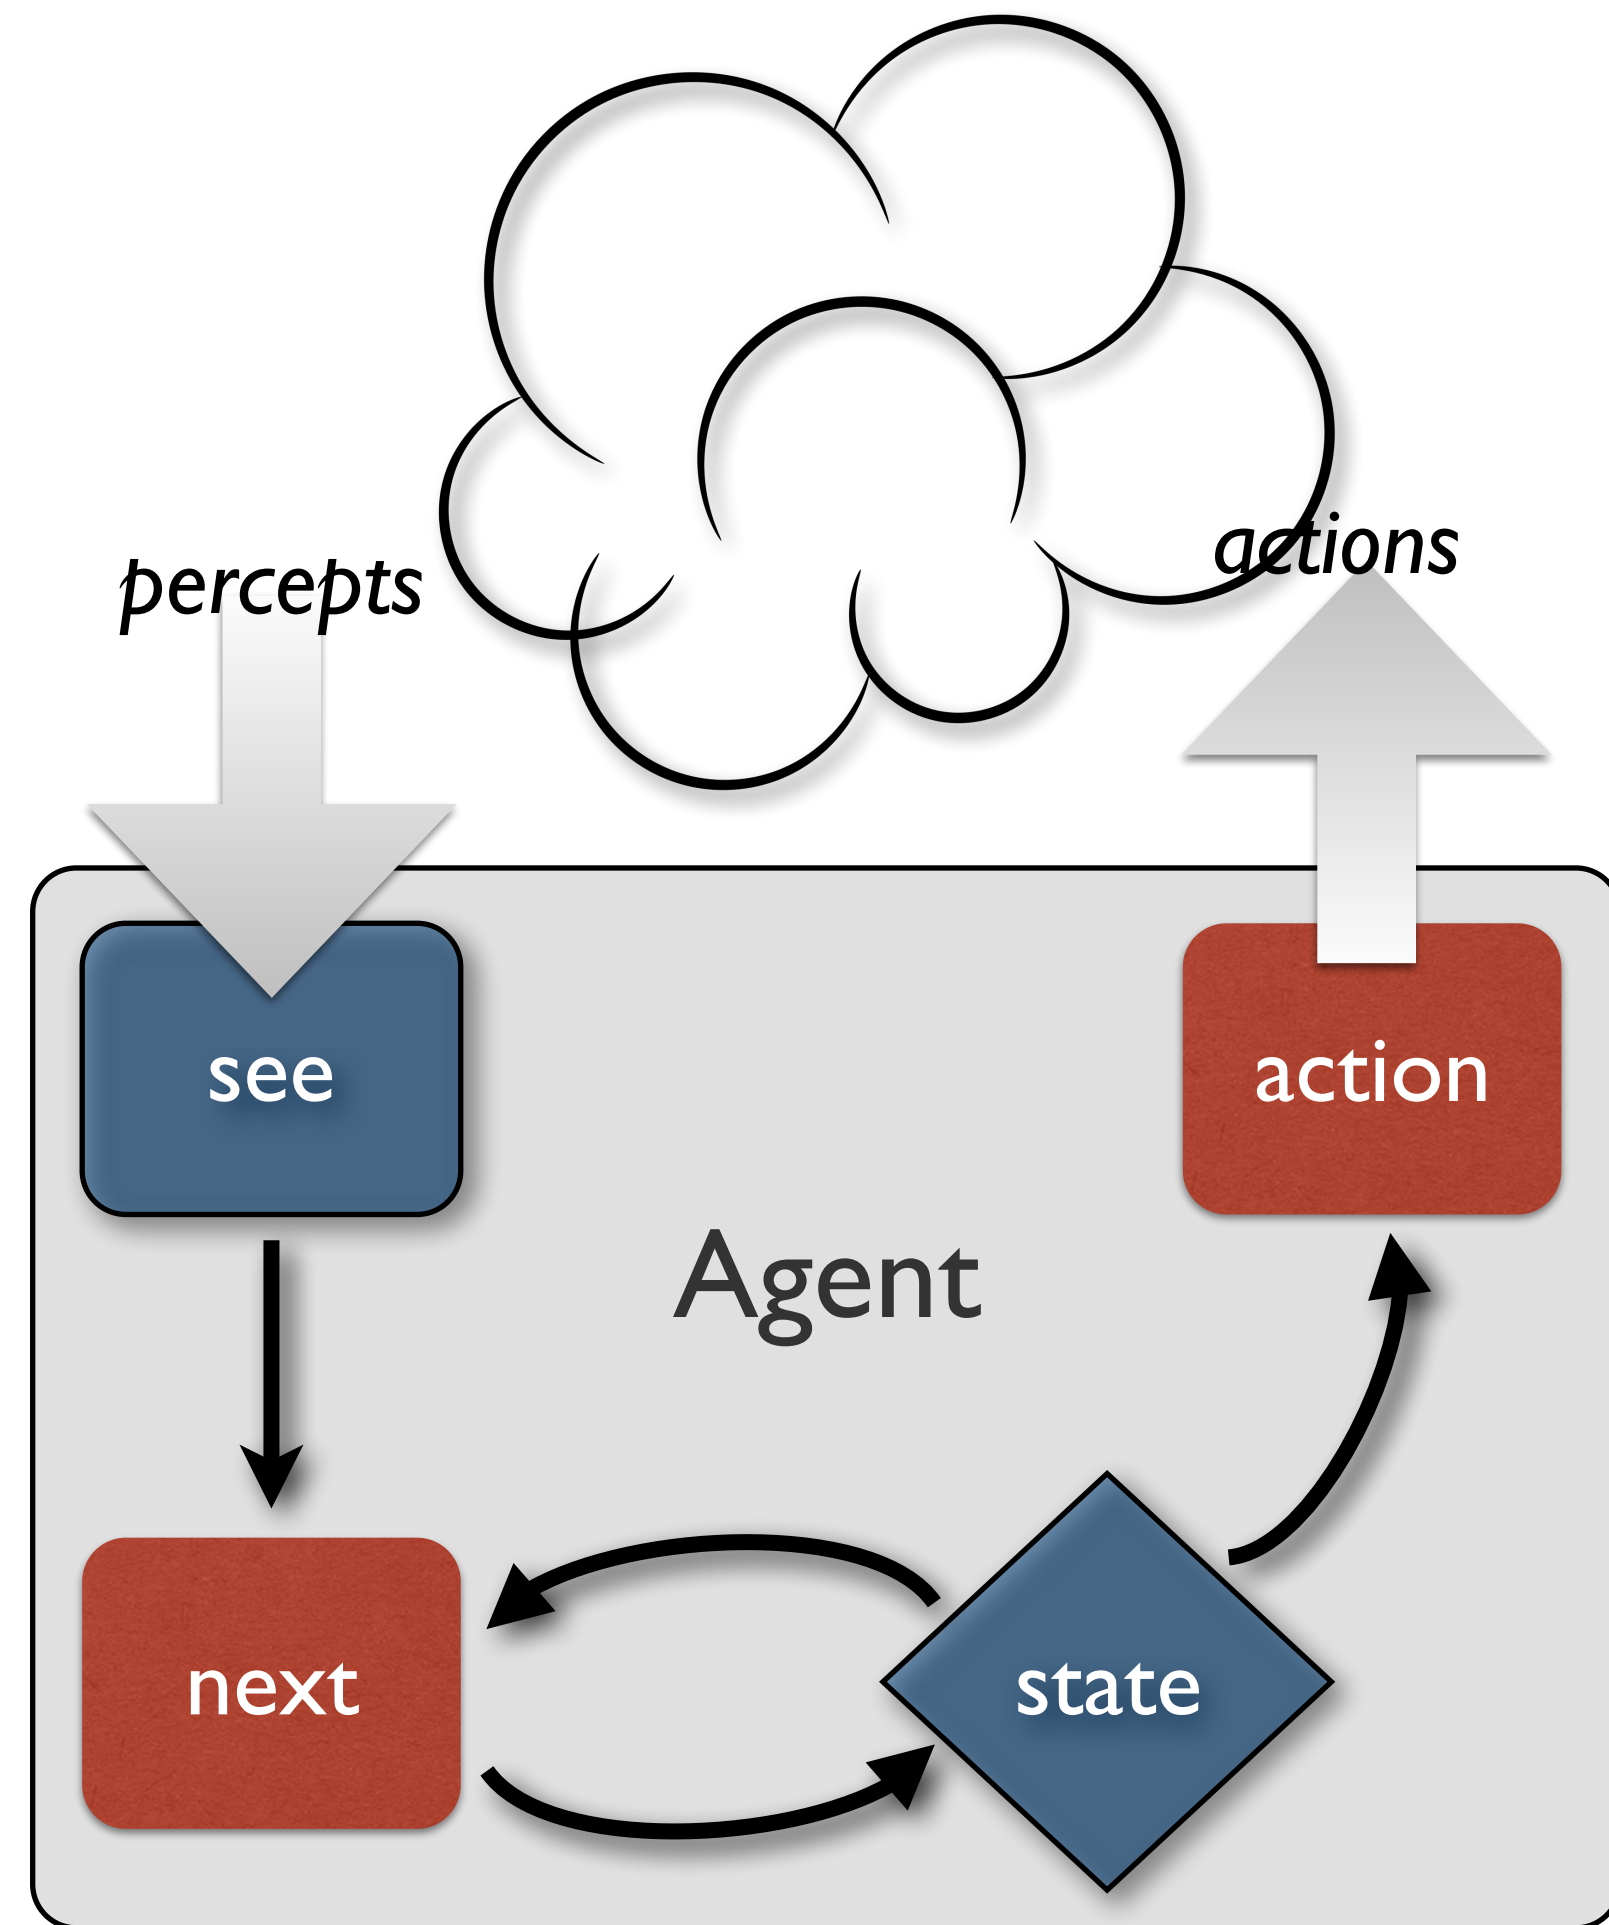 percepts
actions
see
action
Agent
next
state